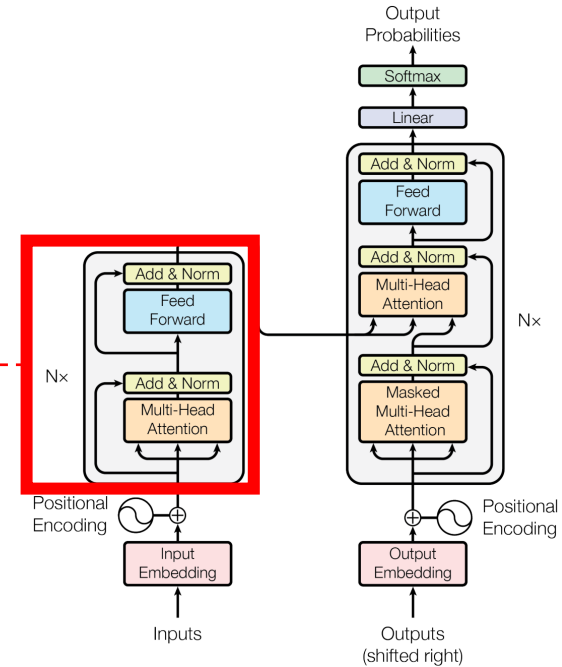 Output
Probabilities
Softmax
Linear
Add & Norm
Feed
Forward
Add & Norm
Multi-Head
Attention
Nx
Add & Norm
Masked
Multi-Head
Attention
Positional
Encoding
Output
Embedding
Outputs
(shifted right)
Add & Norm
Feed
Forward
Nx
Add & Norm
Multi-Head
Attention
Positional
Encoding
Input
Embedding
Inputs